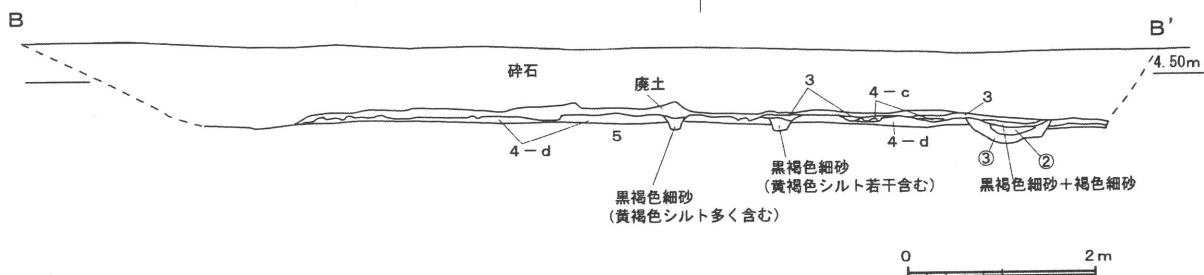 B
B'
4.50m
砕石
廃土
3
4-c
3
4-d
5
4-d
③
②
黒褐色細砂
(黄褐色シルト多く含む)
黒褐色細砂
(黄褐色シルト若干含む)
黒褐色細砂+褐色細砂
0
2m